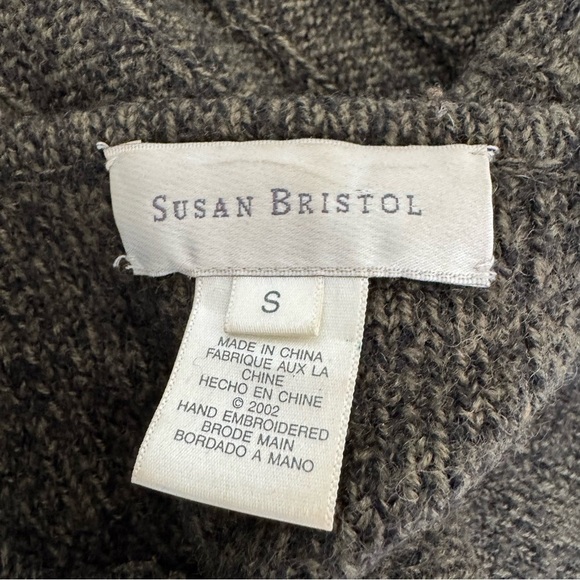 SUSAN BRISTOL
S
MADE IN CHINA
FABRIQUE AUX LA
CHINE
HECHO EN CHINE
© 2002
HAND EMBROIDERED
BRODE MAIN
BORDADO A MANO